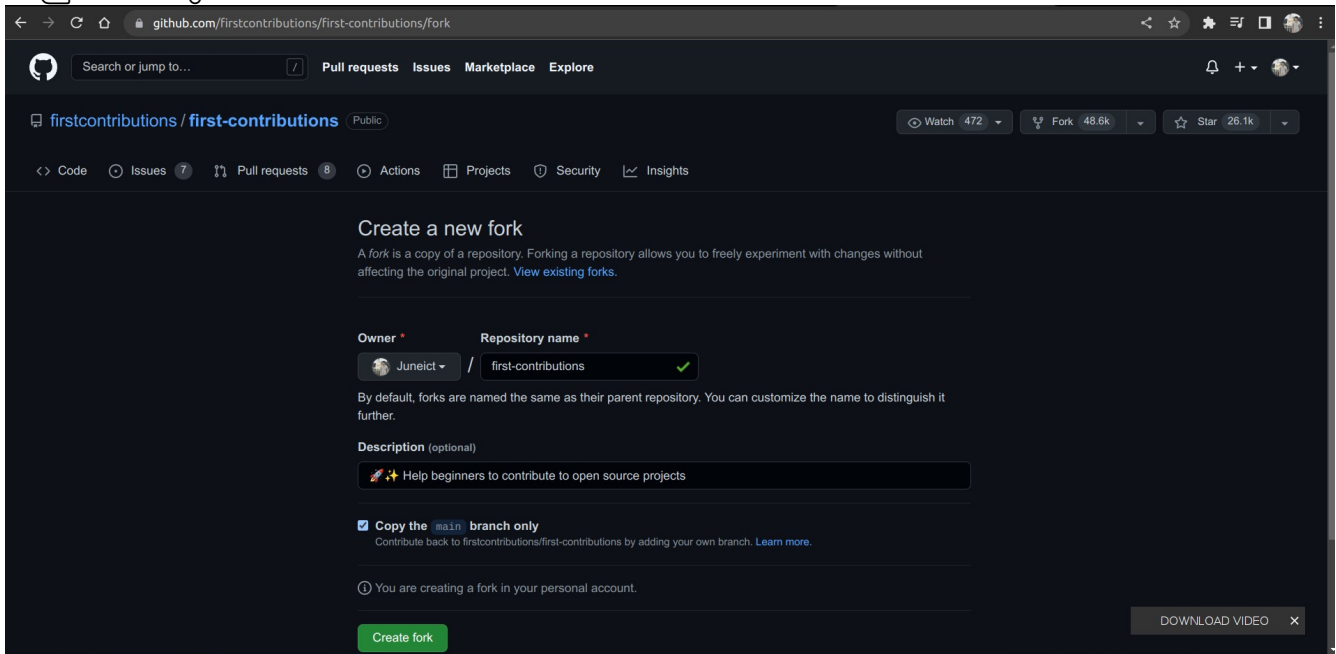 github.com/firstcontributions/first-contributions/fork
Search or jump to... / Pull requests Issues Marketplace Explore
firstcontributions / first-contributions Public
Watch 472 Fork 48.6k Star 26.1k
<> Code Issues 7 Pull requests 8 Actions Projects Security Insights
Create a new fork
A fork is a copy of a repository. Forking a repository allows you to freely experiment with changes without
affecting the original project. View existing forks.
Owner * Repository name *
Juneict / first-contributions
By default, forks are named the same as their parent repository. You can customize the name to distinguish it
further.
Description (optional)
🚀✨ Help beginners to contribute to open source projects
Copy the main branch only
Contribute back to firstcontributions/first-contributions by adding your own branch. Learn more.
You are creating a fork in your personal account.
DOWNLOAD VIDEO ×
Create fork